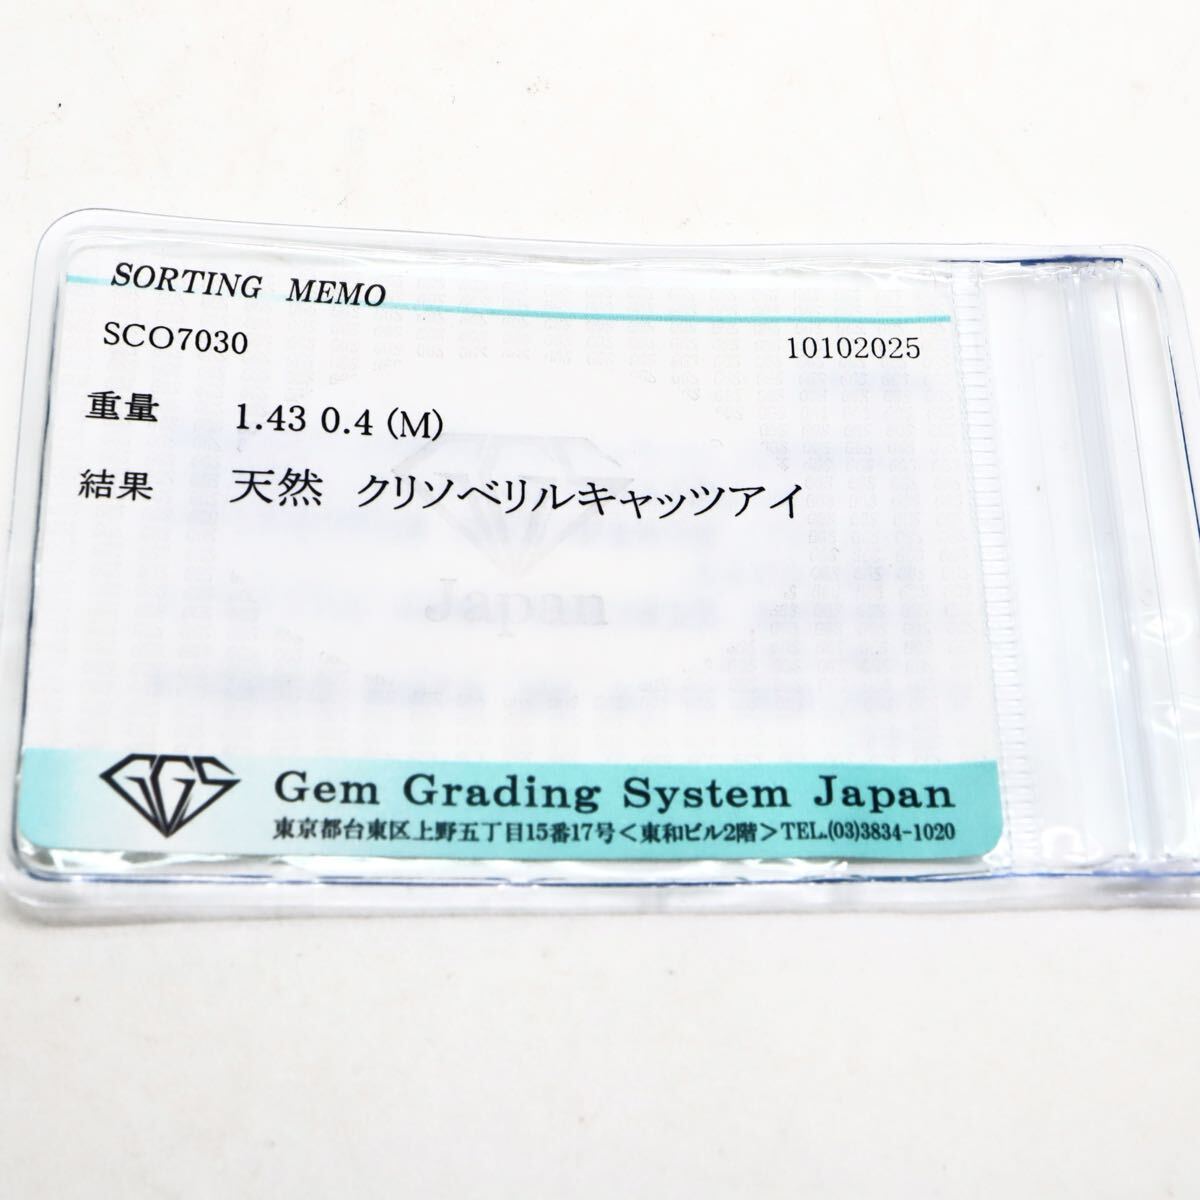 SORTING MEMO
SCO7030 10102025
重量 1.43 0.4 (M)
結果 天然 クリソベリルキャッツアイ
Japan
GGS Gem Grading System Japan
東京都台東区上野五丁目15番17号＜東和ビル2階＞TEL.(03)3834-1020